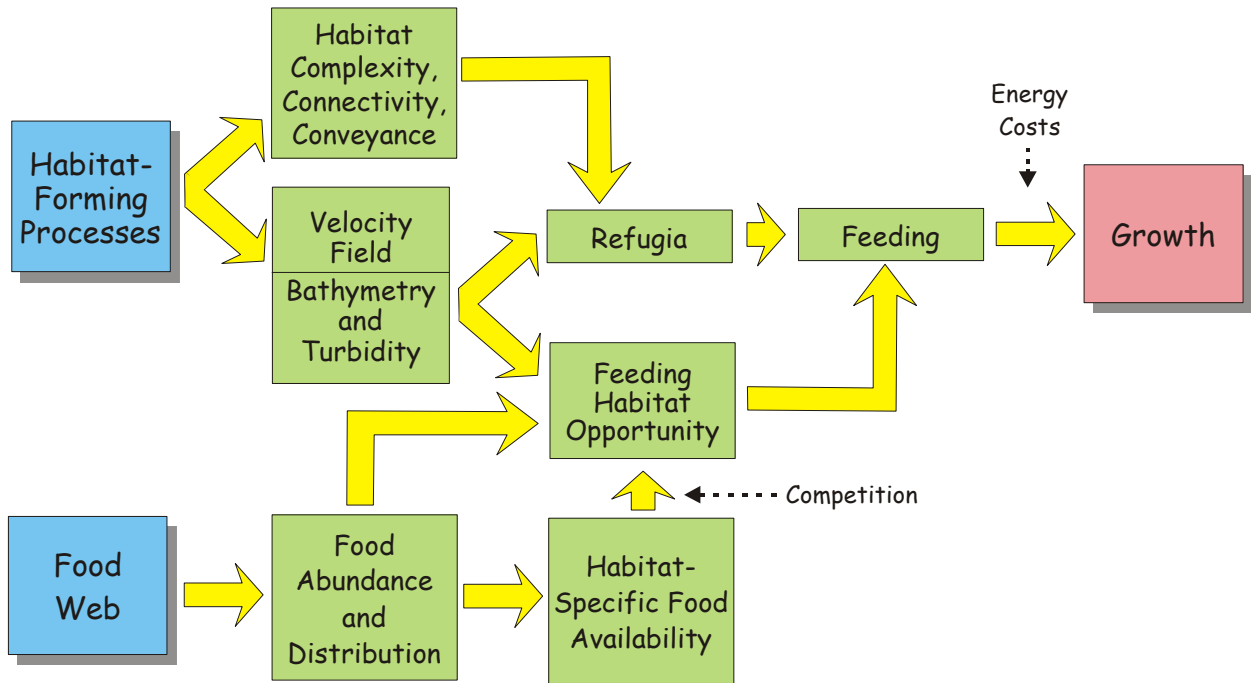 Habitat
Complexity,
Connectivity,
Conveyance
Energy
Costs
Habitat-
Forming
Processes
Velocity
Field
Bathymetry
and
Turbidity
Refugia
Feeding
Growth
Feeding
Habitat
Opportunity
Competition
Food
Web
Food
Abundance
and
Distribution
Habitat-
Specific Food
Availability